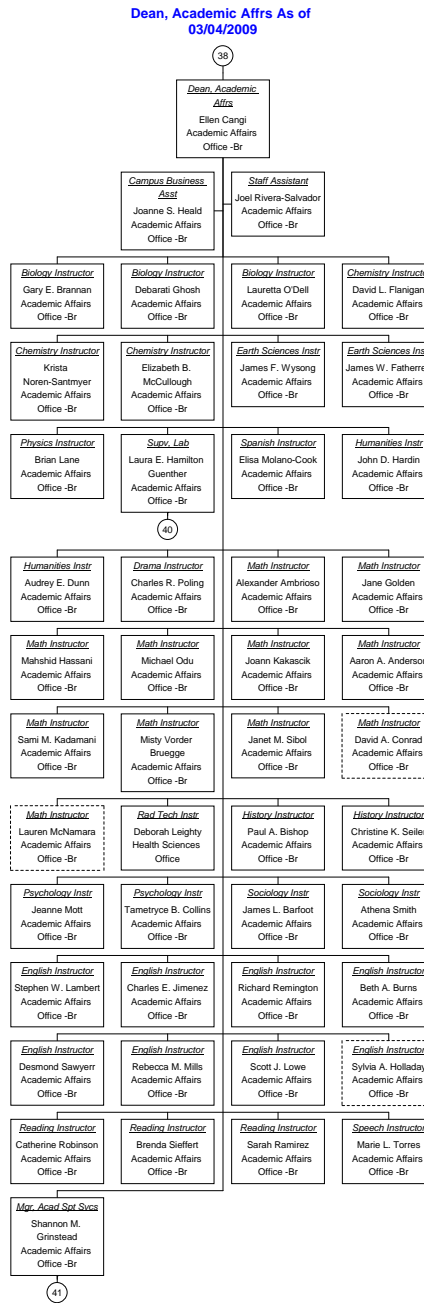 Dean, Academic Affrs As of
03/04/2009
38
Dean, Academic
Affrs
Ellen Cangi
Academic Affairs
Office -Br
Campus Business
Asst
Joanne S. Heald
Academic Affairs
Office -Br
Staff Assistant
Joel Rivera-Salvador
Academic Affairs
Office -Br
Biology Instructor
Gary E. Brannan
Academic Affairs
Office -Br
Biology Instructor
Debarati Ghosh
Academic Affairs
Office -Br
Biology Instructor
Lauretta O'Dell
Academic Affairs
Office -Br
Chemistry Instructo
David L. Flanigan
Academic Affairs
Office -Br
Chemistry Instructor
Krista
Noren-Santmyer
Academic Affairs
Office -Br
Chemistry Instructor
Elizabeth B.
McCullough
Academic Affairs
Office -Br
Earth Sciences Instr
James F. Wysong
Academic Affairs
Office -Br
Earth Sciences Ins
James W. Fatherre
Academic Affairs
Office -Br
Physics Instructor
Brian Lane
Academic Affairs
Office -Br
Supv, Lab
Laura E. Hamilton
Guenther
Academic Affairs
Office -Br
40
Spanish Instructor
Elisa Molano-Cook
Academic Affairs
Office -Br
Humanities Instr
John D. Hardin
Academic Affairs
Office -Br
Humanities Instr
Audrey E. Dunn
Academic Affairs
Office -Br
Drama Instructor
Charles R. Poling
Academic Affairs
Office -Br
Math Instructor
Alexander Ambrioso
Academic Affairs
Office -Br
Math Instructor
Jane Golden
Academic Affairs
Office -Br
Math Instructor
Mahshid Hassani
Academic Affairs
Office -Br
Math Instructor
Michael Odu
Academic Affairs
Office -Br
Math Instructor
Joann Kakascik
Academic Affairs
Office -Br
Math Instructor
Aaron A. Anderson
Academic Affairs
Office -Br
Math Instructor
Sami M. Kadamani
Academic Affairs
Office -Br
Math Instructor
Misty Vorder
Bruegge
Academic Affairs
Office -Br
Math Instructor
Janet M. Sibol
Academic Affairs
Office -Br
Math Instructor
David A. Conrad
Academic Affairs
Office -Br
Math Instructor
Lauren McNamara
Academic Affairs
Office -Br
Rad Tech Instr
Deborah Leighty
Health Sciences
Office
History Instructor
Paul A. Bishop
Academic Affairs
Office -Br
History Instructor
Christine K. Seiler
Academic Affairs
Office -Br
Psychology Instr
Jeanne Mott
Academic Affairs
Office -Br
Psychology Instr
Tametryce B. Collins
Academic Affairs
Office -Br
Sociology Instr
James L. Barfoot
Academic Affairs
Office -Br
Sociology Instr
Athena Smith
Academic Affairs
Office -Br
English Instructor
Stephen W. Lambert
Academic Affairs
Office -Br
English Instructor
Charles E. Jimenez
Academic Affairs
Office -Br
English Instructor
Richard Remington
Academic Affairs
Office -Br
English Instructor
Beth A. Burns
Academic Affairs
Office -Br
English Instructor
Desmond Sawyerr
Academic Affairs
Office -Br
English Instructor
Rebecca M. Mills
Academic Affairs
Office -Br
English Instructor
Scott J. Lowe
Academic Affairs
Office -Br
English Instructor
Sylvia A. Holladay
Academic Affairs
Office -Br
Reading Instructor
Catherine Robinson
Academic Affairs
Office -Br
Reading Instructor
Brenda Sieffert
Academic Affairs
Office -Br
Reading Instructor
Sarah Ramirez
Academic Affairs
Office -Br
Speech Instructor
Marie L. Torres
Academic Affairs
Office -Br
Mgr, Acad Spt Svcs
Shannon M.
Grinstead
Academic Affairs
Office -Br
41